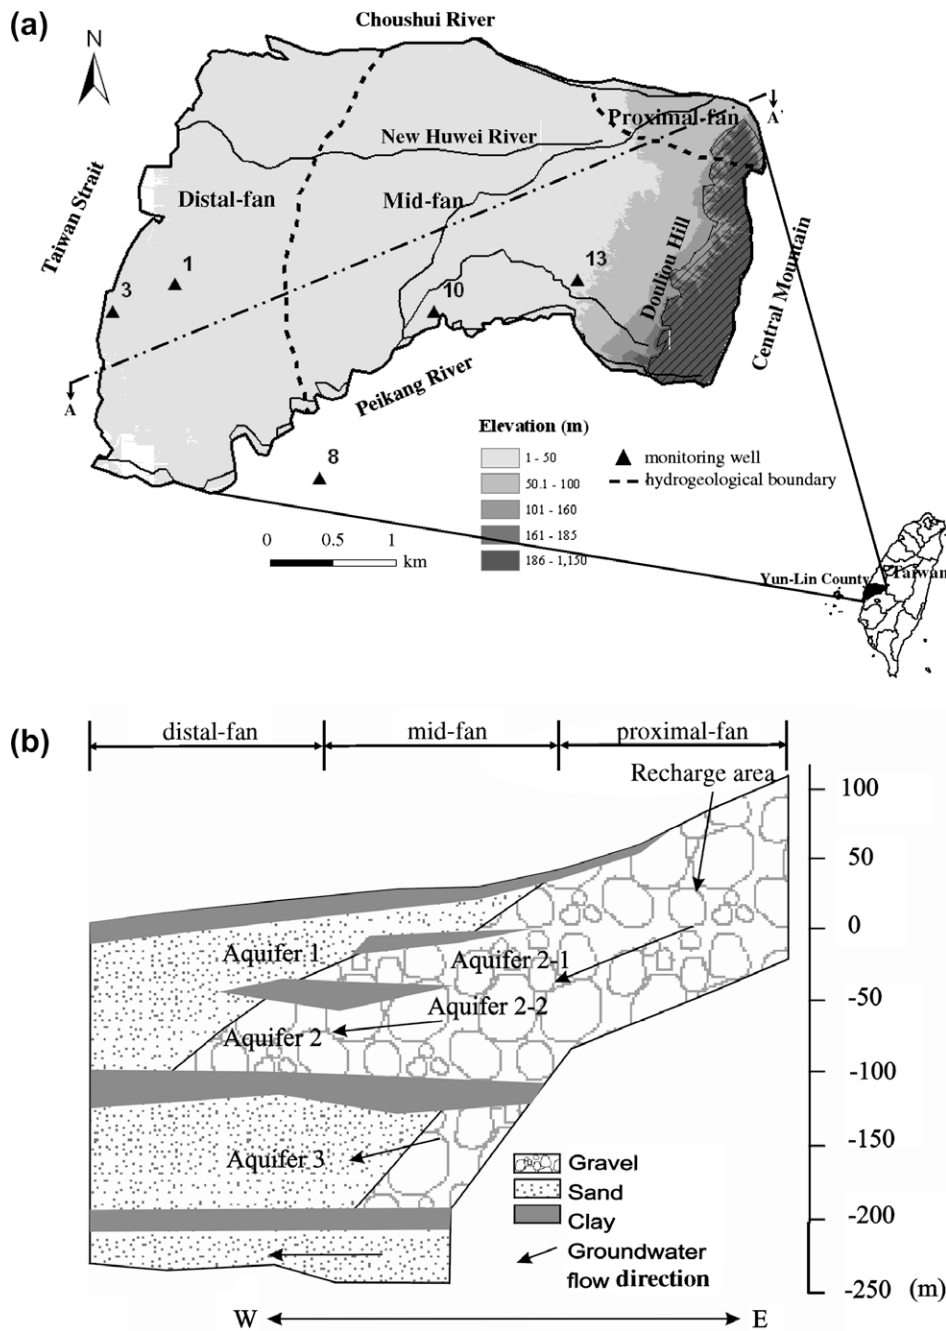 (a)
Choushui River
N
Proximal-fan
A'
New Huwei River
Taiwan Strait
Distal-fan
Mid-fan
1
3
10
13
Douliou Hill
Central Mountain
A
Peikang River
8
Elevation (m)
1 - 50
50.1 - 100
101 - 160
161 - 185
186 - 1,150
monitoring well
hydrogeological boundary
0 0.5 1
km
Yun-Lin County
Taiwan
(b)
distal-fan mid-fan proximal-fan
Recharge area
100
50
0
-50
-100
-150
-200
-250 (m)
Aquifer 1
Aquifer 2-1
Aquifer 2-2
Aquifer 2
Aquifer 3
Gravel
Sand
Clay
Groundwater
flow direction
W E